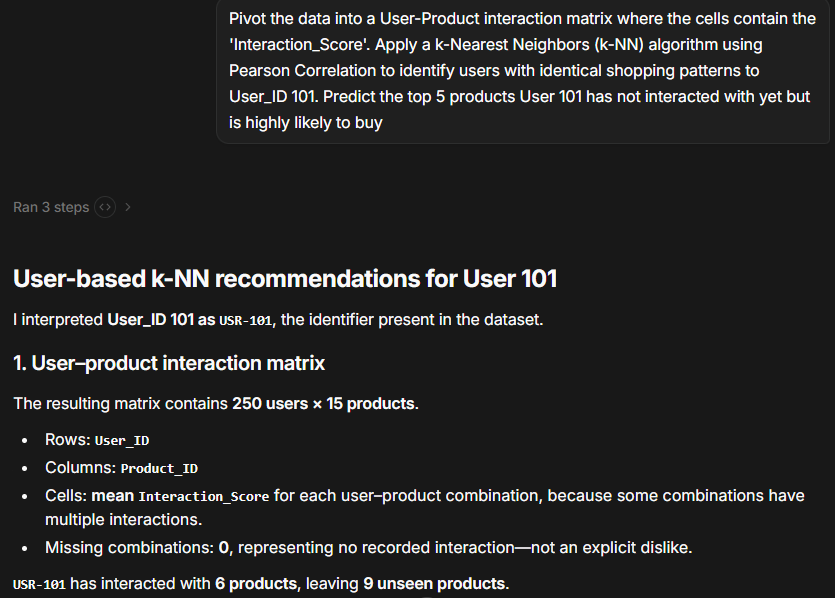 Pivot the data into a User-Product interaction matrix where the cells contain the
'Interaction_Score'. Apply a k-Nearest Neighbors (k-NN) algorithm using
Pearson Correlation to identify users with identical shopping patterns to
User_ID 101. Predict the top 5 products User 101 has not interacted with yet but
is highly likely to buy
Ran 3 steps <> >
User-based k-NN recommendations for User 101
I interpreted User_ID 101 as USR-101, the identifier present in the dataset.
1. User–product interaction matrix
The resulting matrix contains 250 users × 15 products.
• Rows: User_ID
• Columns: Product_ID
• Cells: mean Interaction_Score for each user–product combination, because some combinations have
multiple interactions.
• Missing combinations: 0, representing no recorded interaction—not an explicit dislike.
USR-101 has interacted with 6 products, leaving 9 unseen products.